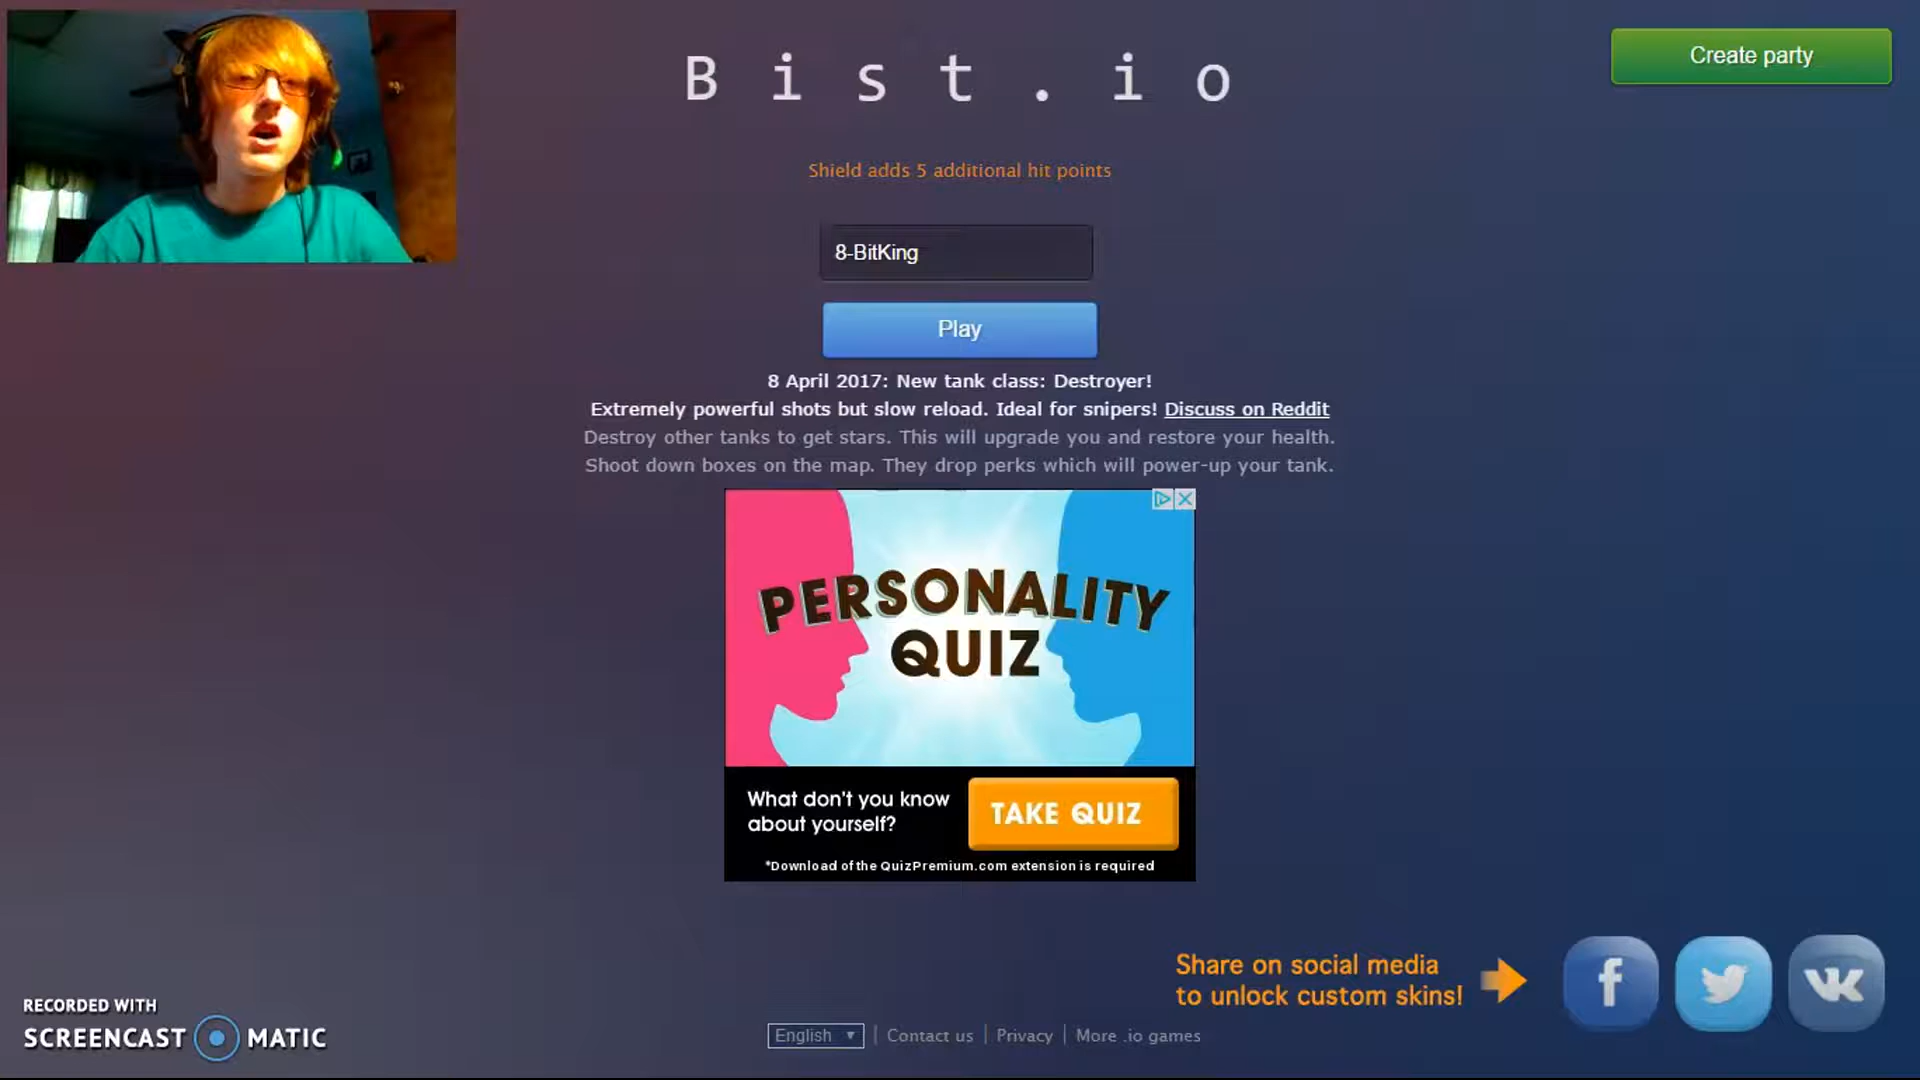 B i s t . i o
Create party
Shield adds 5 additional hit points
8-BitKing
Play
8 April 2017: New tank class: Destroyer!
Extremely powerful shots but slow reload. Ideal for snipers! Discuss on Reddit
Destroy other tanks to get stars. This will upgrade you and restore your health.
Shoot down boxes on the map. They drop perks which will power-up your tank.
PERSONALITY
QUIZ
What don't you know
about yourself?
TAKE QUIZ
*Download of the QuizPremium.com extension is required
Share on social media
to unlock custom skins!
RECORDED WITH
SCREENCAST MATIC
English | Contact us | Privacy | More .io games